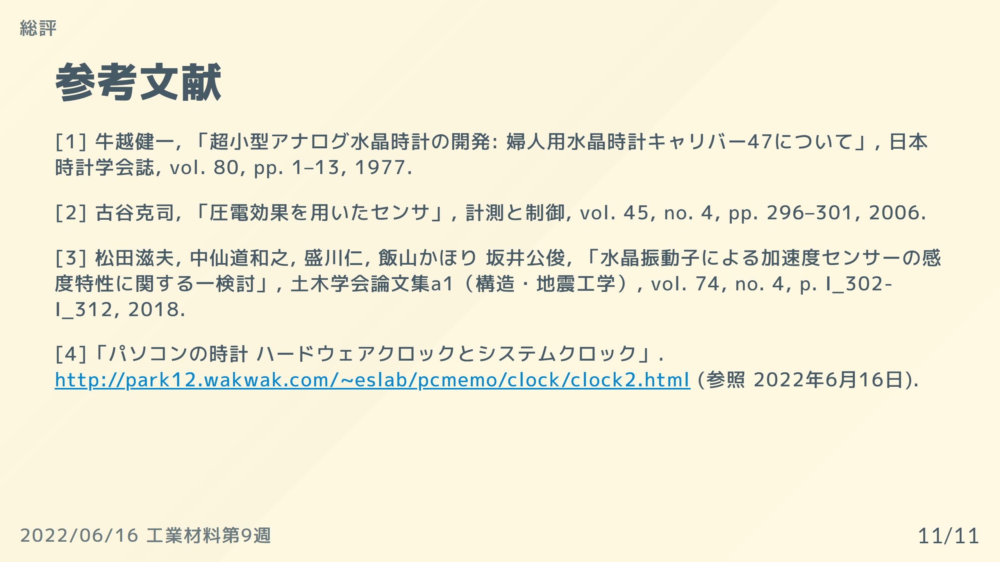 総評
参考文献
[1] 牛越健一, 「超小型アナログ水晶時計の開発: 婦人用水晶時計キャリバー47について」, 日本
時計学会誌, vol. 80, pp. 1–13, 1977.
[2] 古谷克司, 「圧電効果を用いたセンサ」, 計測と制御, vol. 45, no. 4, pp. 296–301, 2006.
[3] 松田滋夫, 中仙道和之, 盛川仁, 飯山かほり 坂井公俊, 「水晶振動子による加速度センサーの感
度特性に関する一検討」, 土木学会論文集a1（構造・地震工学）, vol. 74, no. 4, p. I_302-
I_312, 2018.
[4]「パソコンの時計 ハードウェアクロックとシステムクロック」.
http://park12.wakwak.com/~eslab/pcmemo/clock/clock2.html (参照 2022年6月16日).
2022/06/16 工業材料第9週
11/11